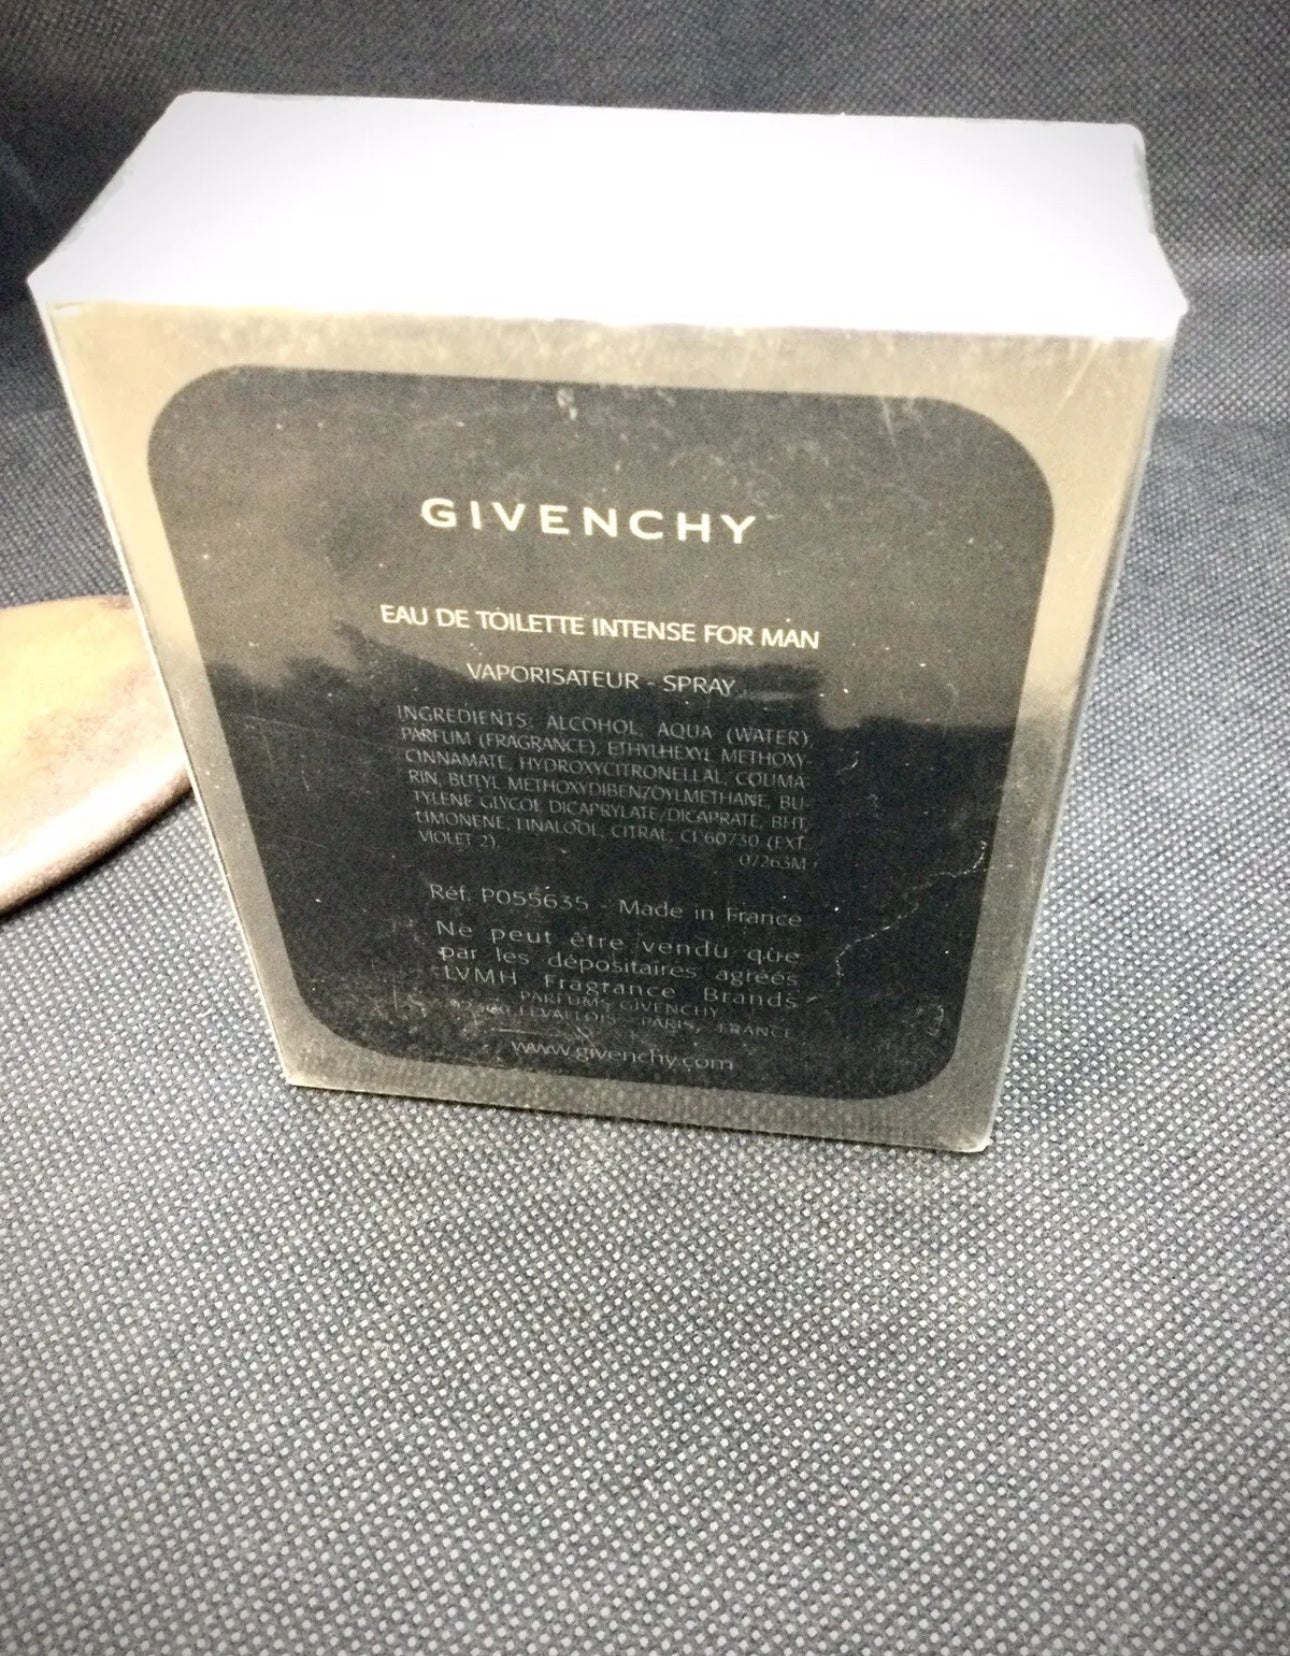 GIVENCHY
EAU DE TOILETTE INTENSE FOR MAN
VAPORISATEUR - SPRAY
INGREDIENTS: ALCOHOL, AQUA (WATER),
PARFUM (FRAGRANCE), ETHYLHEXYL METHOXY-
CINNAMATE, HYDROXYCITRONELLAL, COUMA-
RIN, BUTYL METHOXYDIBENZOYLMETHANE, BU-
TYLENE GLYCOL DICAPRYLATE/DICAPRATE, BHT,
LIMONENE, LINALOOL, CITRAL, CI 60730 (EXT.
VIOLET 2).
07263M
Réf. P055635 - Made in France
Ne peut être vendu que
par les dépositaires agréés
LVMH Fragrance Brands
PARFUMS GIVENCHY
LEVALLOIS - PARIS, FRANCE
www.givenchy.com